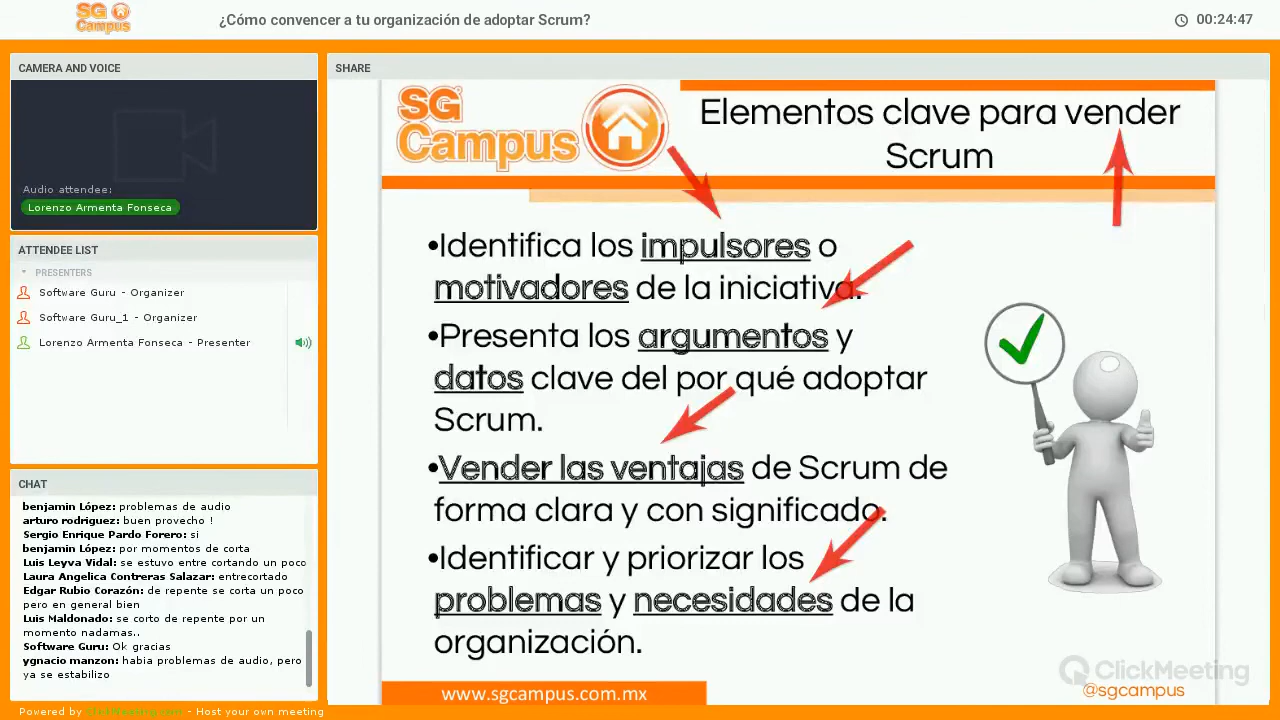 SG Campus
¿Cómo convencer a tu organización de adoptar Scrum?
00:24:47
CAMERA AND VOICE
Audio attendee:
Lorenzo Armenta Fonseca
ATTENDEE LIST
PRESENTERS
Software Guru - Organizer
Software Guru_1 - Organizer
Lorenzo Armenta Fonseca - Presenter
CHAT
benjamin López: problemas de audio
arturo rodriguez: buen provecho !
Sergio Enrique Pardo Forero: si
benjamin López: por momentos de corta
Luis Leyva Vidal: se estuvo entre cortando un poco
Laura Angelica Contreras Salazar: entrecortado
Edgar Rubio Corazón: de repente se corta un poco
pero en general bien
Luis Maldonado: se corto de repente por un
momento nadamas..
Software Guru: Ok gracias
ygnacio manzon: habia problemas de audio, pero
ya se estabilizo
Powered by ClickMeeting.com - Host your own meeting
SHARE
SG
Campus
Elementos clave para vender
Scrum
•Identifica los impulsores o
motivadores de la iniciativa.
•Presenta los argumentos y
datos clave del por qué adoptar
Scrum.
•Vender las ventajas de Scrum de
forma clara y con significado.
•Identificar y priorizar los
problemas y necesidades de la
organización.
www.sgcampus.com.mx
ClickMeeting
@sgcampus